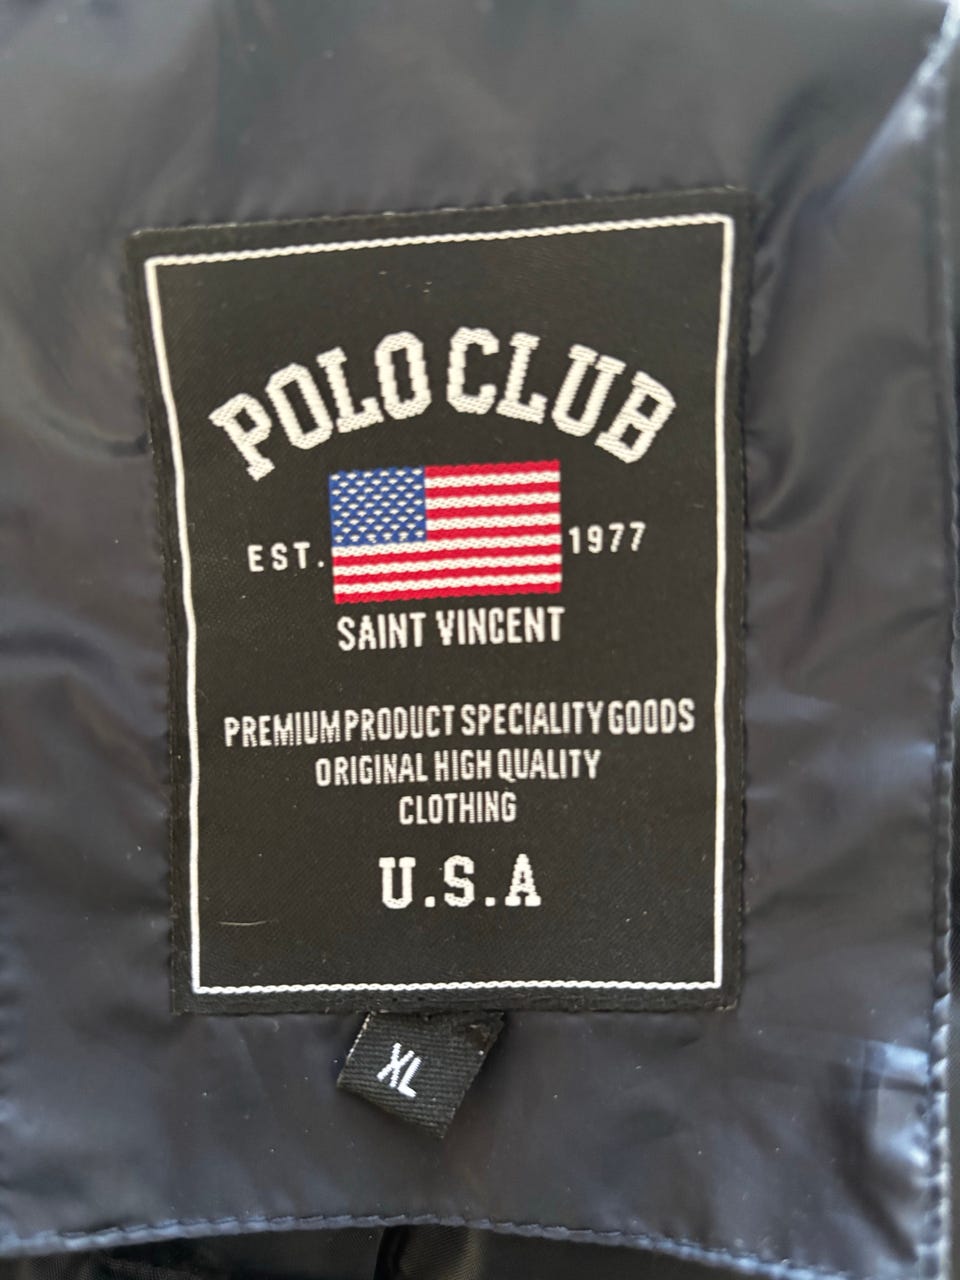 POLO CLUB
EST. 1977
SAINT VINCENT
PREMIUM PRODUCT SPECIALITY GOODS
ORIGINAL HIGH QUALITY
CLOTHING
U.S.A
XL